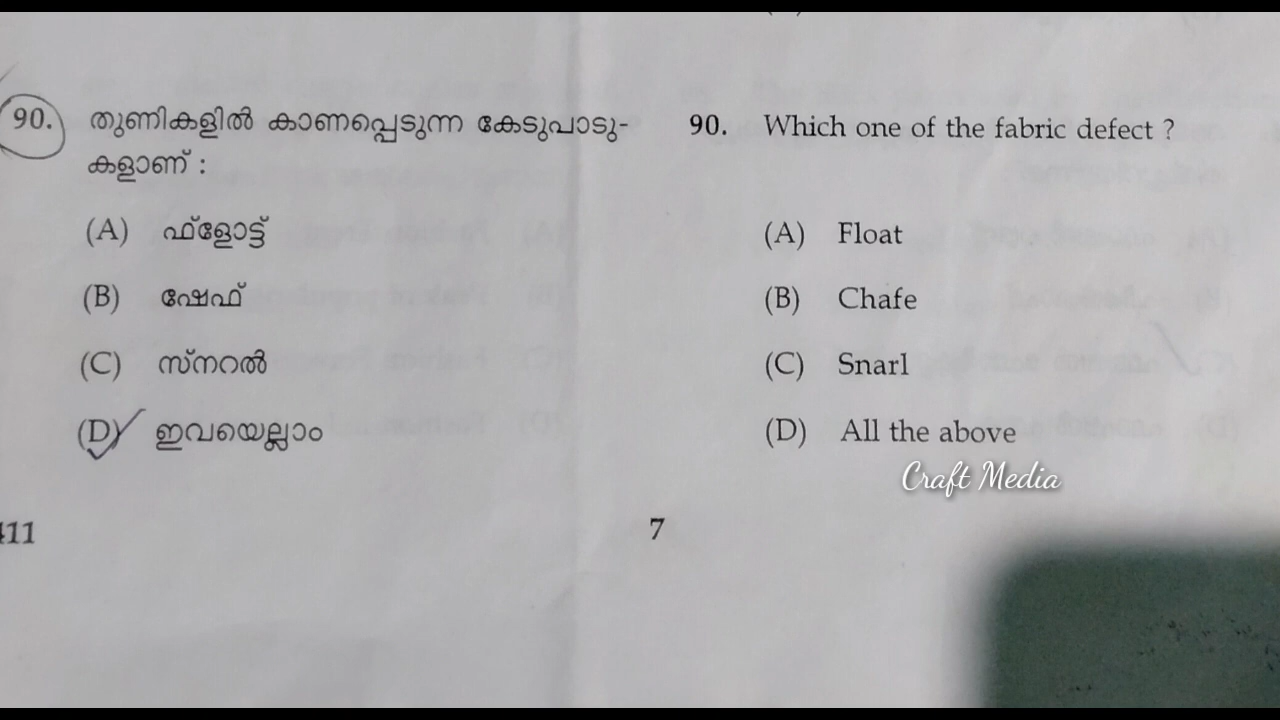 90. തുണികളിൽ കാണപ്പെടുന്ന കേടുപാടു-
കളാണ് :
(A) ഫ്ളോട്ട്
(B) ഷേഫ്
(C) സ്നറൽ
(D) ഇവയെല്ലാം
90. Which one of the fabric defect ?
(A) Float
(B) Chafe
(C) Snarl
(D) All the above
Craft Media
411
7